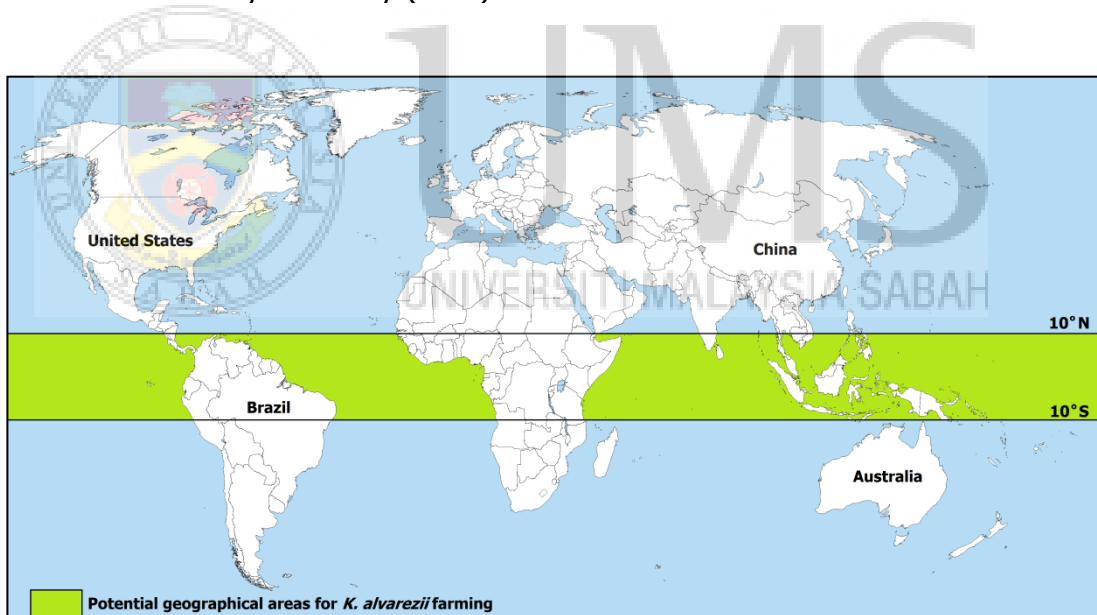 UMS
United States
China
UNIVERSITI MALAYSIA SABAH
10°N
Brazil
10°S
Australia
Potential geographical areas for K. alvarezii farming